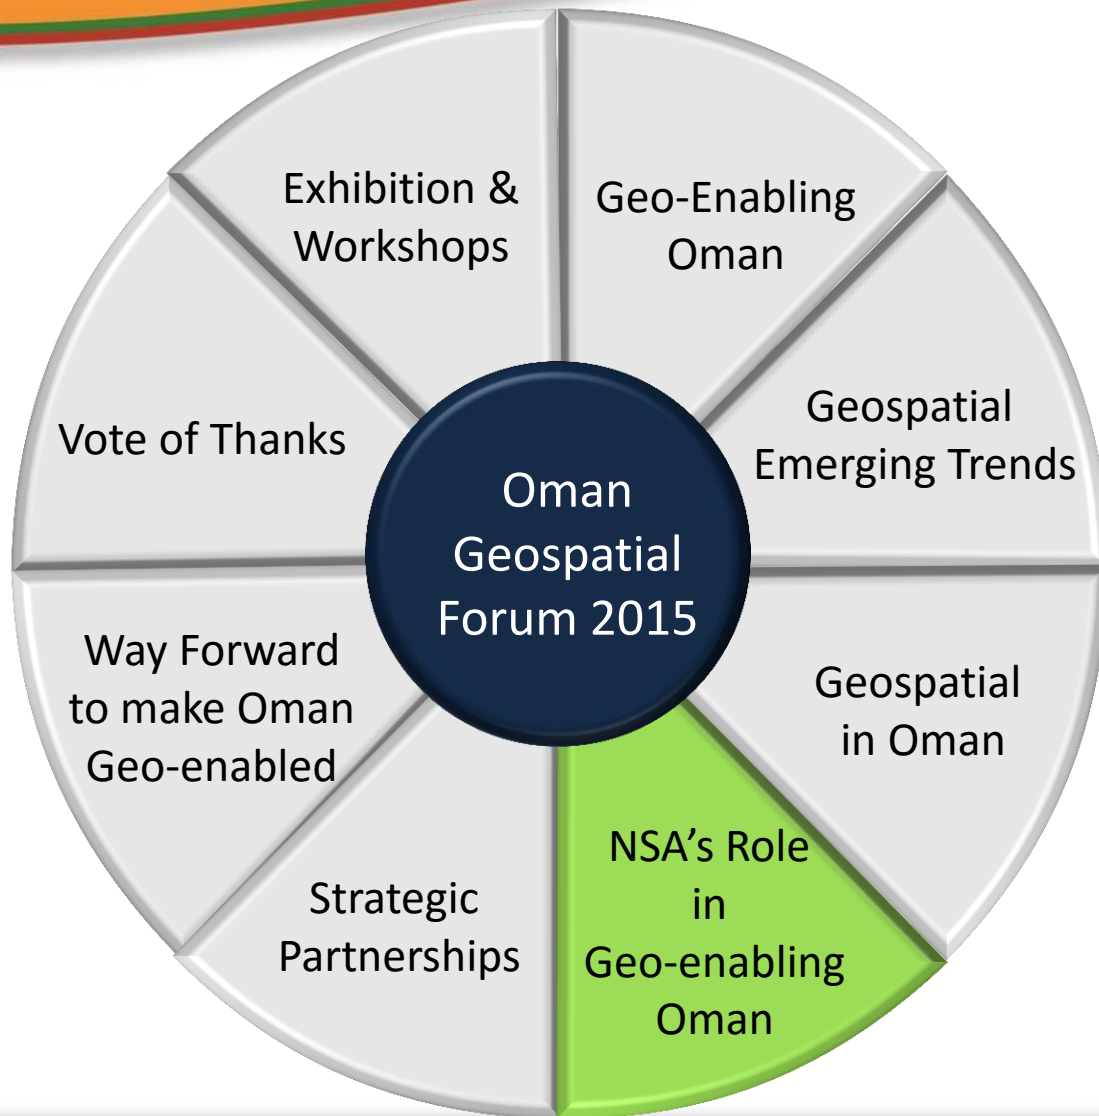 Exhibition &
Workshops
Geo-Enabling
Oman
Geospatial
Emerging Trends
Vote of Thanks
Oman
Geospatial
Forum 2015
Way Forward
to make Oman
Geo-enabled
Geospatial
in Oman
NSA’s Role
in
Geo-enabling
Oman
Strategic
Partnerships